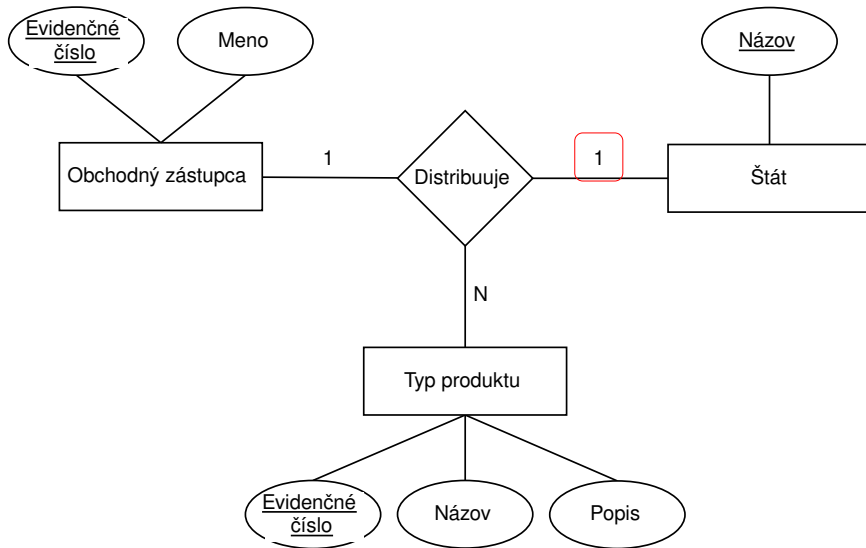 Evidenčné
číslo
Meno
Názov
Obchodný zástupca
1
Distribuuje
1
Štát
N
Typ produktu
Evidenčné
číslo
Názov
Popis